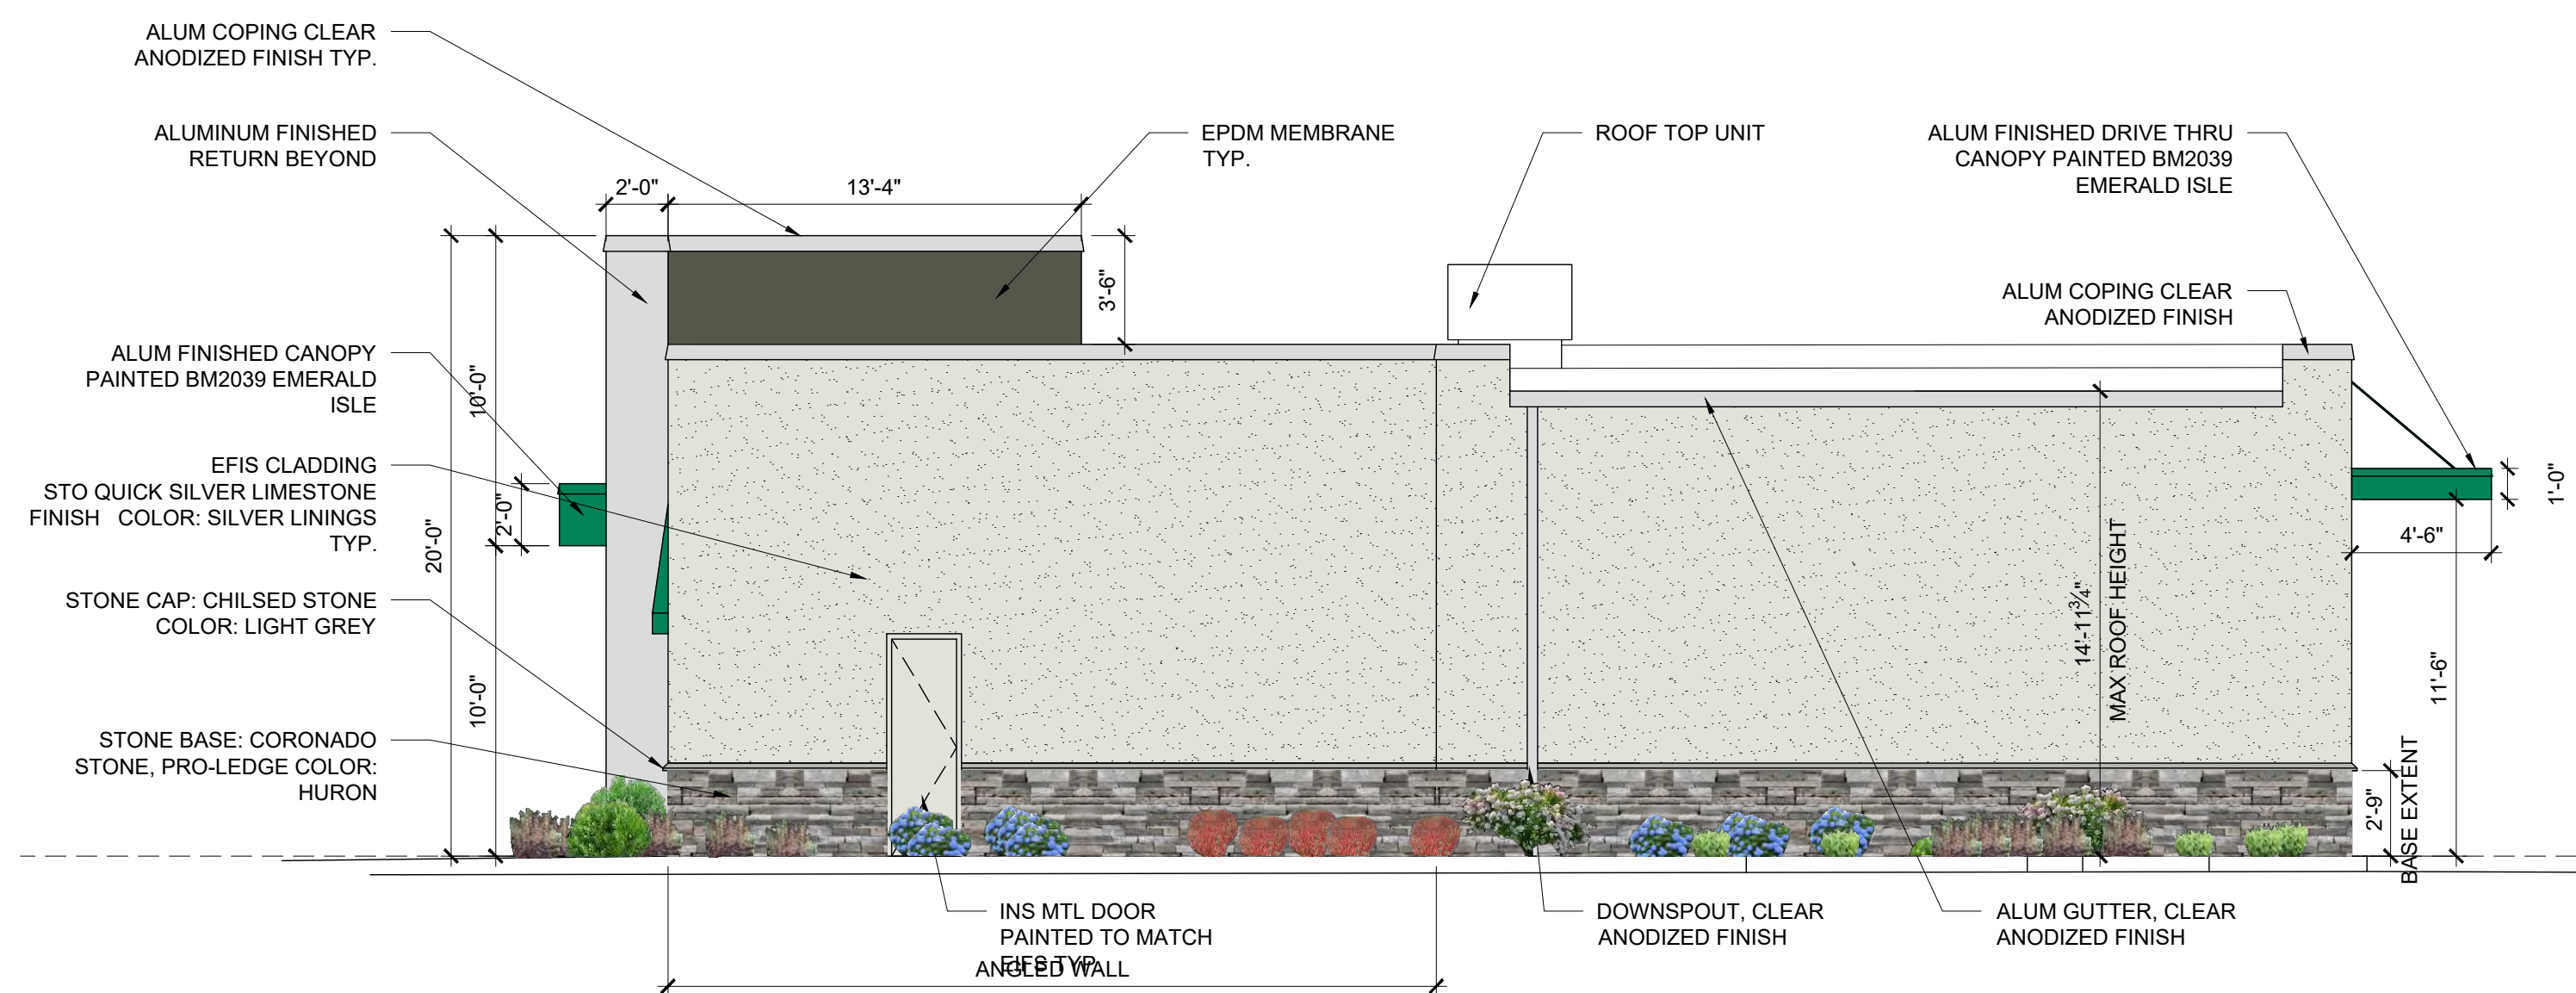 ALUM COPING CLEAR
ANODIZED FINISH TYP.
ALUMINUM FINISHED
RETURN BEYOND
EPDM MEMBRANE
TYP.
ROOF TOP UNIT
ALUM FINISHED DRIVE THRU
CANOPY PAINTED BM2039
EMERALD ISLE
2'-0"
13'-4"
3'-6"
ALUM COPING CLEAR
ANODIZED FINISH
ALUM FINISHED CANOPY
PAINTED BM2039 EMERALD
ISLE
10'-0"
EFIS CLADDING
STO QUICK SILVER LIMESTONE
FINISH   COLOR: SILVER LININGS
TYP.
2'-0"
20'-0"
1'-0"
4'-6"
14'-11¾"
MAX ROOF HEIGHT
STONE CAP: CHILSED STONE
COLOR: LIGHT GREY
10'-0"
11'-6"
STONE BASE: CORONADO
STONE, PRO-LEDGE COLOR:
HURON
2'-9"
BASE EXTENT
INS MTL DOOR
PAINTED TO MATCH
EIFS TYP.
ANGLED WALL
DOWNSPOUT, CLEAR
ANODIZED FINISH
ALUM GUTTER, CLEAR
ANODIZED FINISH